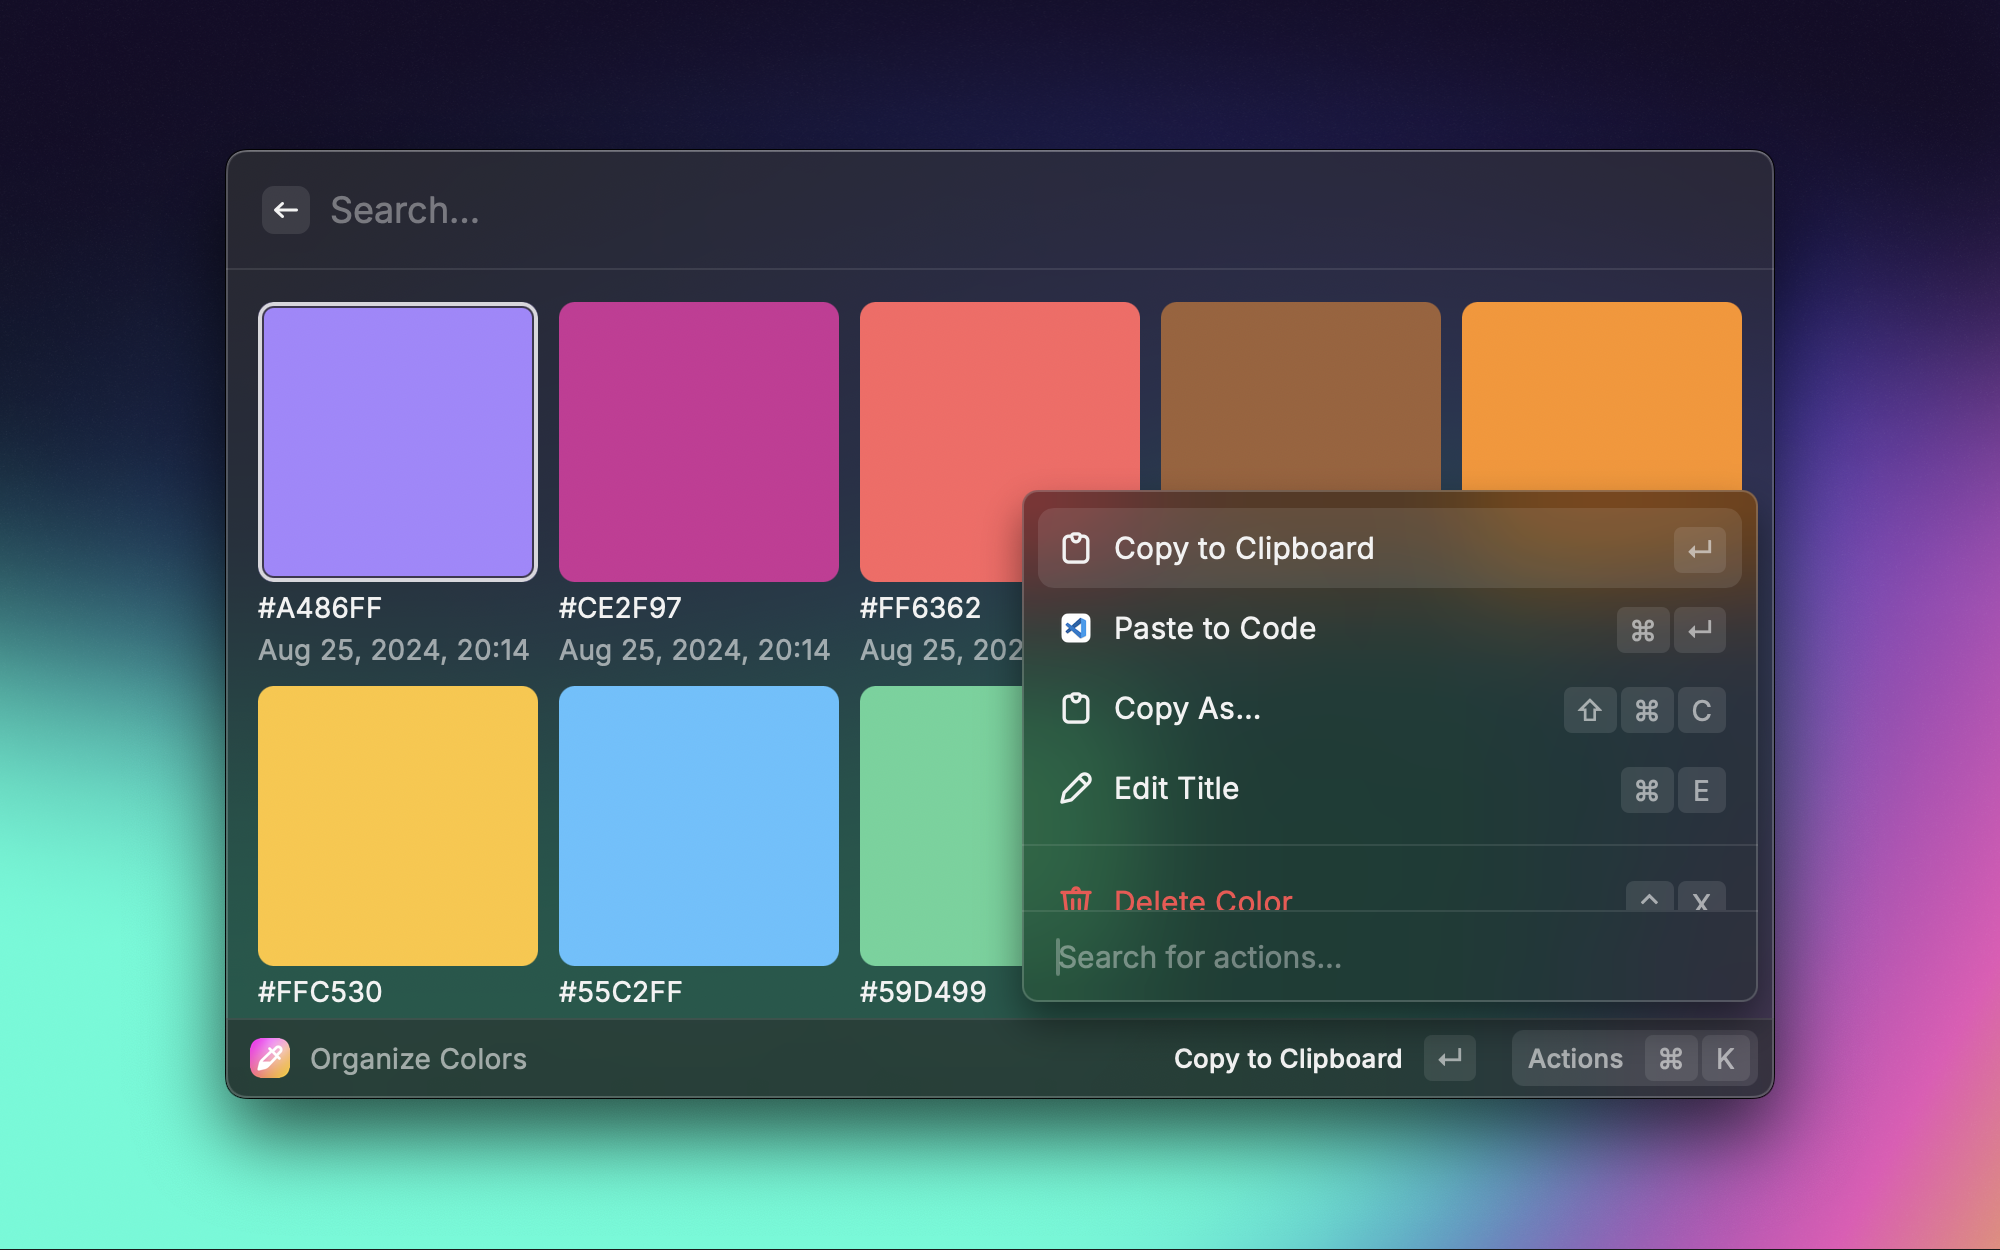 Search...
#A486FF
#CE2F97
#FF6362
Aug 25, 2024, 20:14
Aug 25, 2024, 20:14
Aug 25, 202
Copy to Clipboard
Paste to Code
Copy As...
⇧ ⌘ C
Edit Title
⌘ E
Delete Color
^ X
Search for actions...
#FFC530
#55C2FF
#59D499
Organize Colors
Copy to Clipboard
Actions ⌘ K